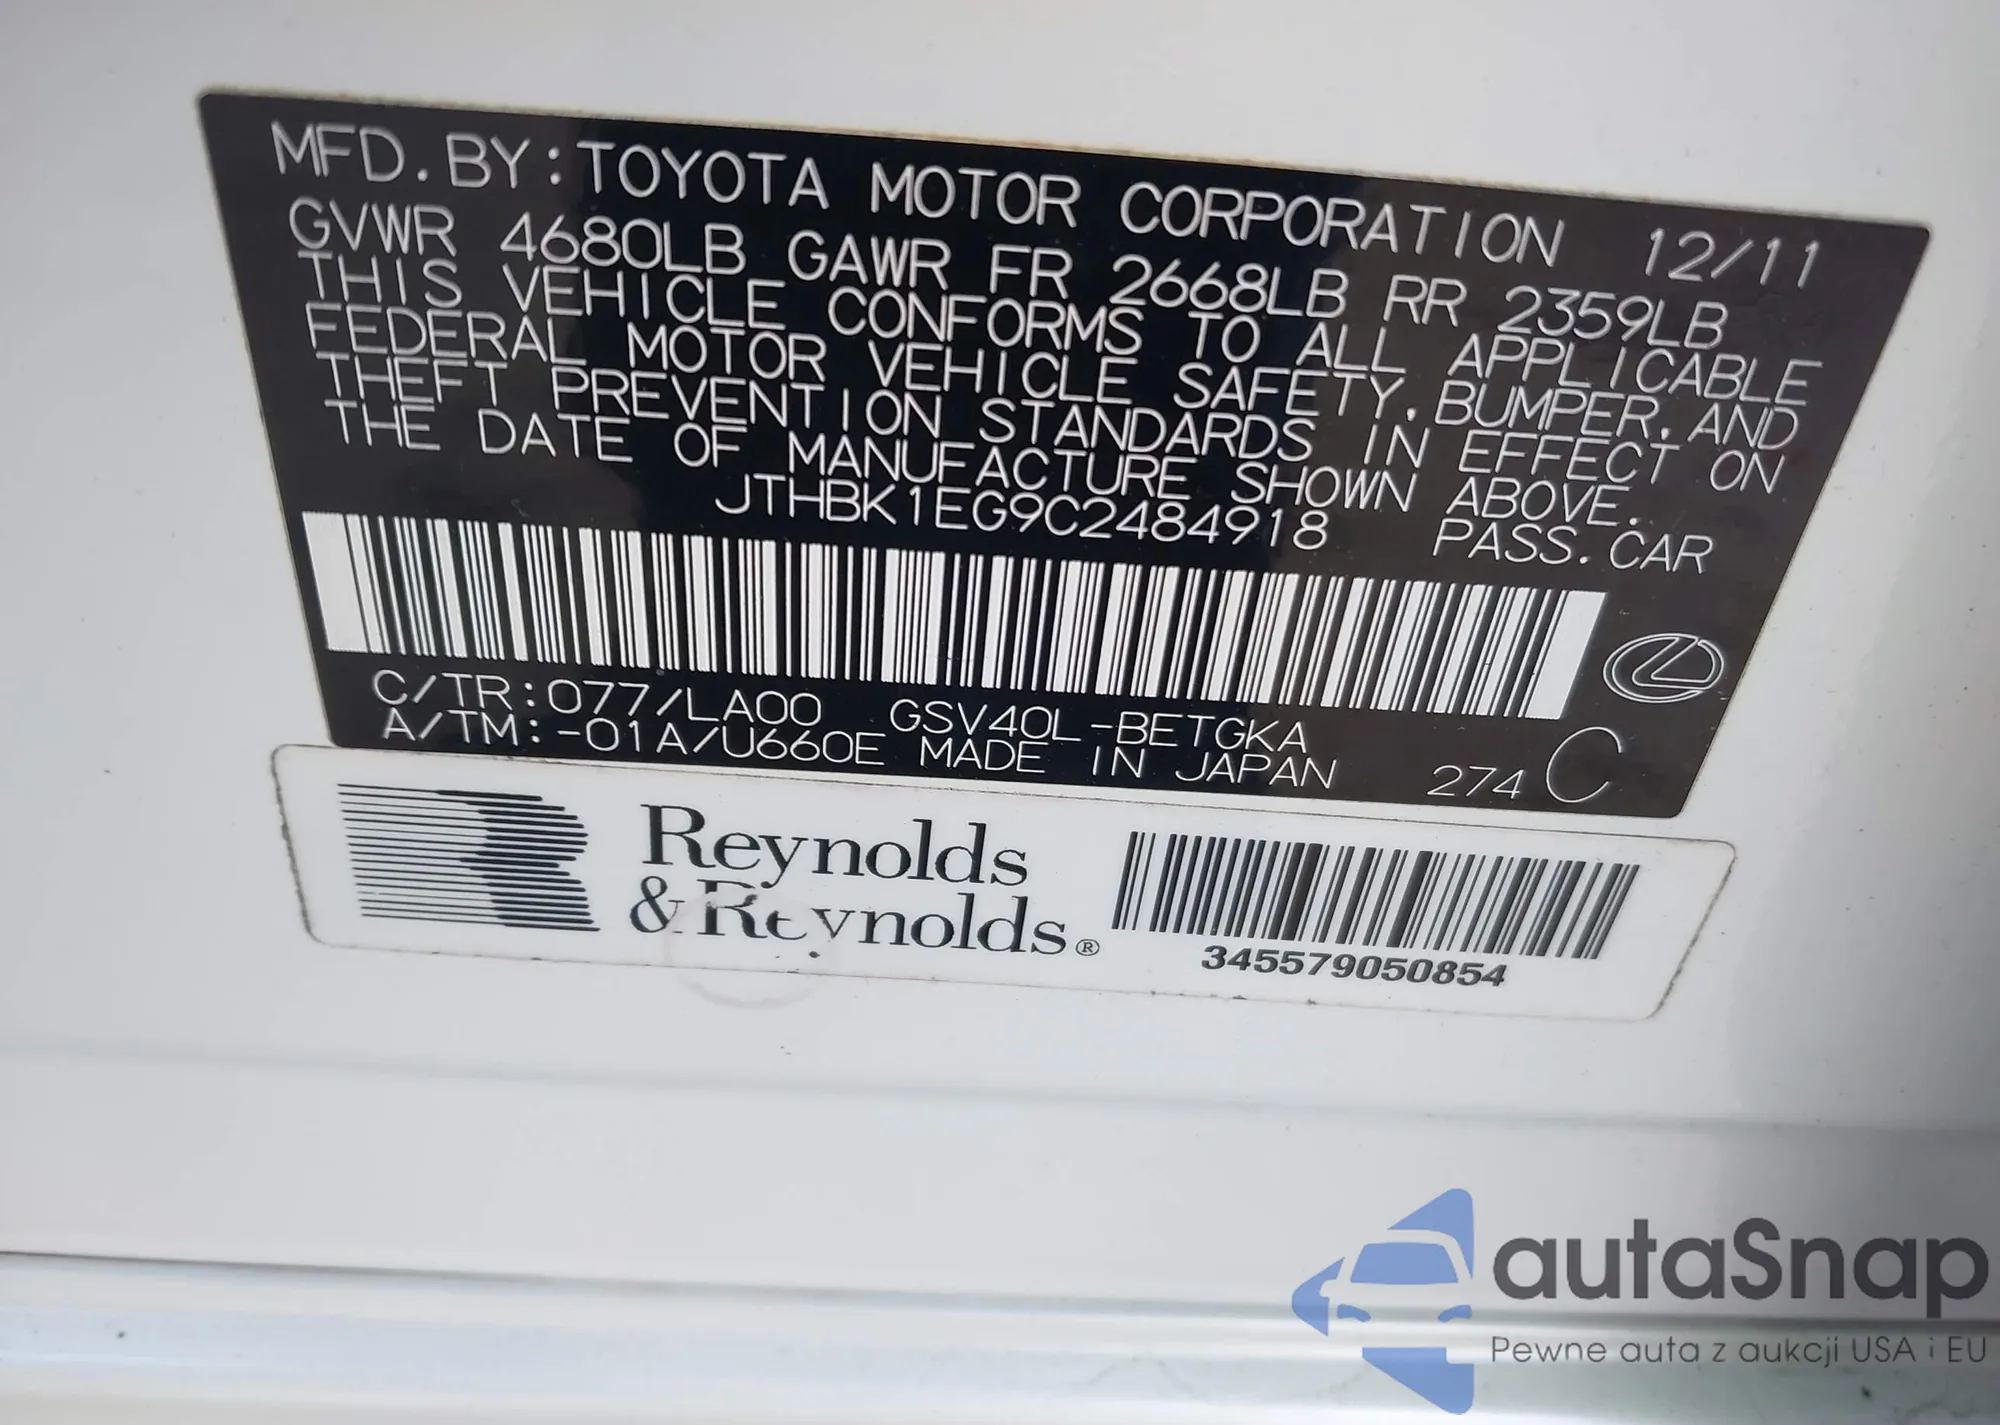 MFD. BY: TOYOTA MOTOR CORPORATION 12/11
GVWR 4680LB GAWR FR 2668LB RR 2359LB
THIS VEHICLE CONFORMS TO ALL APPLICABLE
FEDERAL MOTOR VEHICLE SAFETY, BUMPER, AND
THEFT PREVENTION STANDARDS IN EFFECT ON
THE DATE OF MANUFACTURE SHOWN ABOVE.
JTHBK1EG9C2484918 PASS. CAR
C/TR: 077/LA00 GSV40L-BETGKA
A/TM: -01A/U660E MADE IN JAPAN 274 C
Reynolds
& Reynolds®
345579050854
autaSnap
Pewne auta z aukcji USA i EU